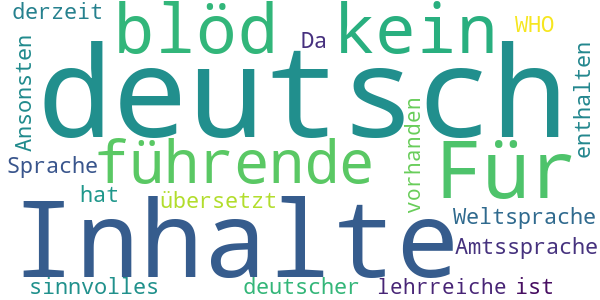 derzeit
blöd
Da
kein
WHO
Ansonsten
deutsch
enthalten
Sprache
führende
vorhanden
Für
hat
übersetzt
Inhalte
Weltsprache
Amtssprache
sinnvolles
deutscher
lehrreiche
ist